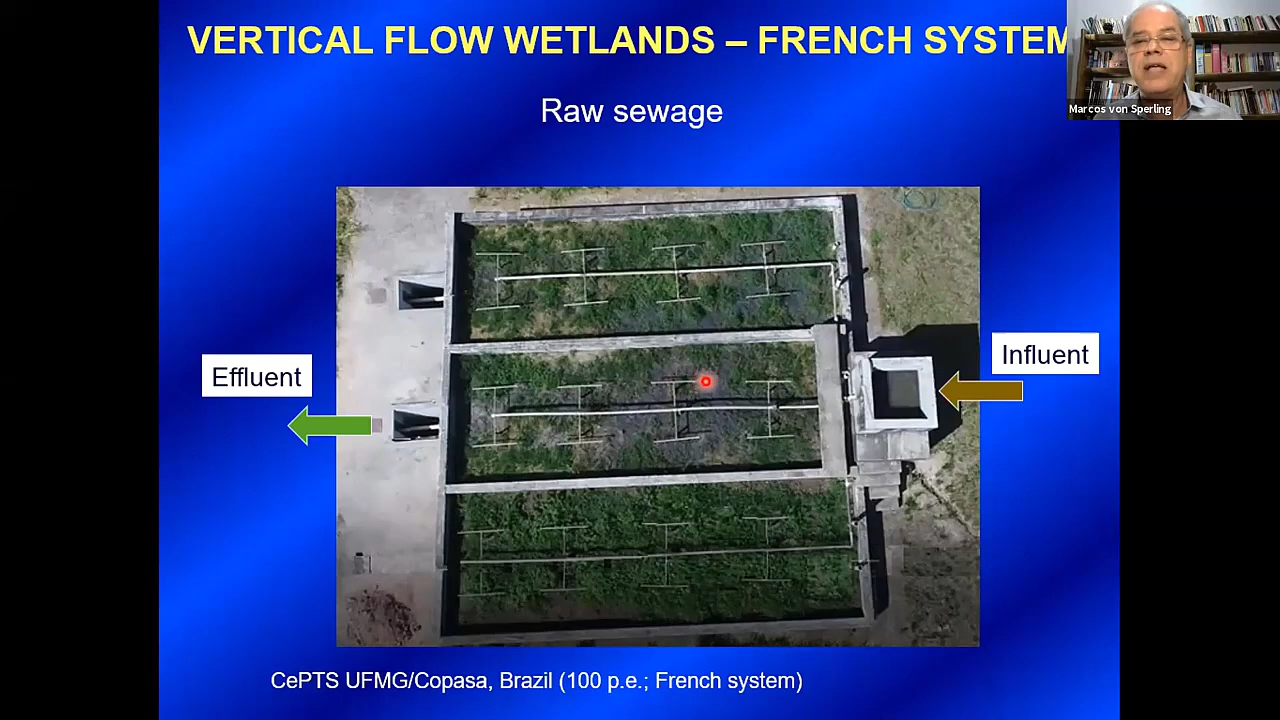 VERTICAL FLOW WETLANDS – FRENCH SYSTEM
Marcos von Sperling
Raw sewage
Influent
Effluent
CePTS UFMG/Copasa, Brazil (100 p.e.; French system)